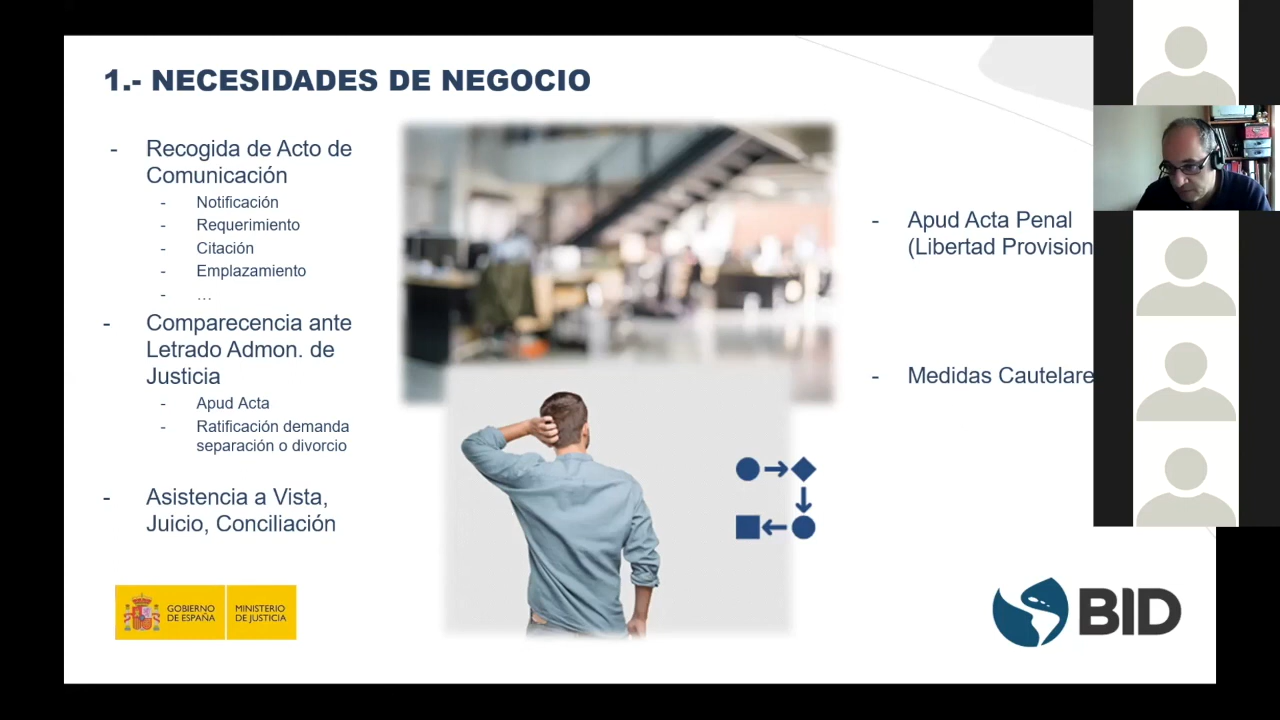 1.- NECESIDADES DE NEGOCIO
- Recogida de Acto de
Comunicación
- Notificación
- Requerimiento
- Citación
- Emplazamiento
- ...
- Comparecencia ante
Letrado Admon. de
Justicia
- Apud Acta
- Ratificación demanda
separación o divorcio
- Asistencia a Vista,
Juicio, Conciliación
- Apud Acta Penal
(Libertad Provision
- Medidas Cautelare
GOBIERNO
DE ESPAÑA
MINISTERIO
DE JUSTICIA
BID